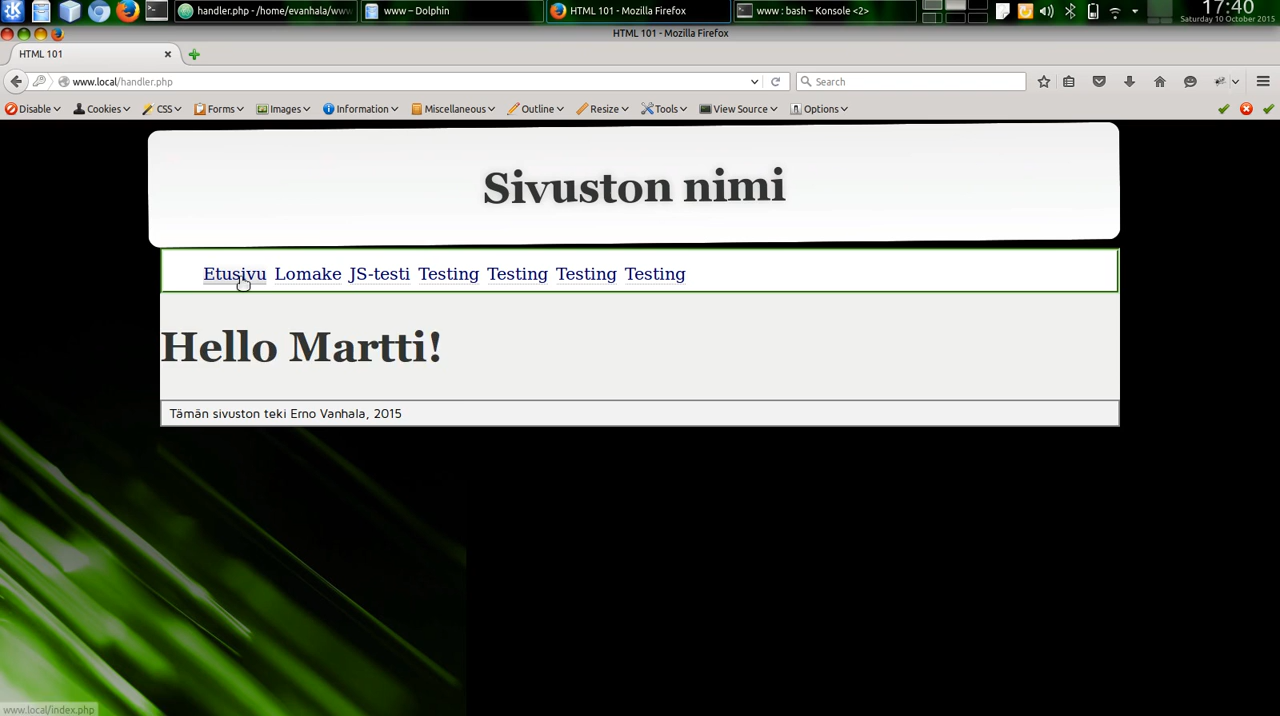 handler.php – /home/evanhala/www
www – Dolphin
HTML 101 - Mozilla Firefox
www : bash – Konsole <2>
17:40
Saturday 10 October 2015
HTML 101 - Mozilla Firefox
HTML 101
www.local/handler.php
Search
Disable Cookies CSS Forms Images Information Miscellaneous Outline Resize Tools View Source Options
Sivuston nimi
Etusivu Lomake JS-testi Testing Testing Testing Testing
Hello Martti!
Tämän sivuston teki Erno Vanhala, 2015
www.local/index.php